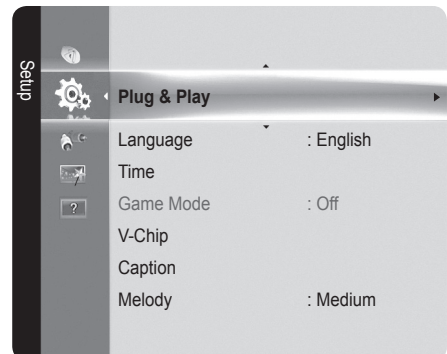 Setup
Plug & Play
Language : English
Time
Game Mode : Off
V-Chip
Caption
Melody : Medium
?